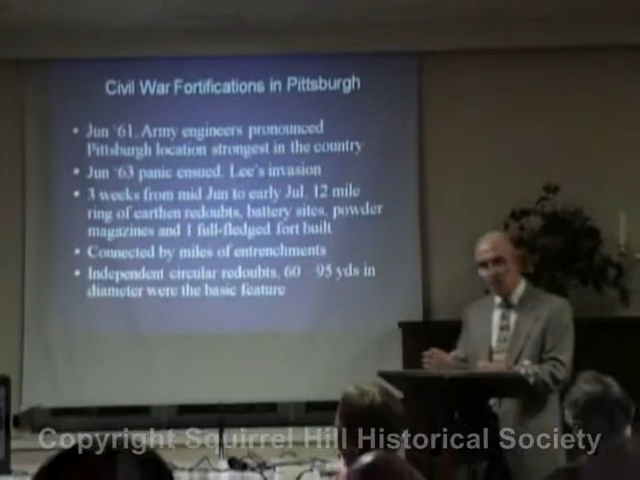 Civil War Fortifications in Pittsburgh
• Jun '61, Army engineers pronounced
Pittsburgh location strongest in the country
• Jun '63 panic ensued. Lee's invasion
• 3 weeks from mid Jun to early Jul, 12 mile
ring of earthen redoubts, battery sites, powder
magazines and 1 full-fledged fort built
• Connected by miles of entrenchments
• Independent circular redoubts, 60 – 95 yds in
diameter were the basic feature
Copyright Squirrel Hill Historical Society